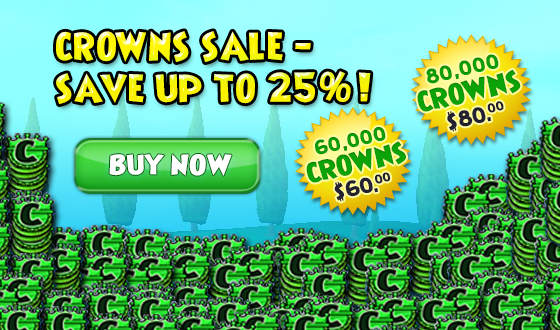 CROWNS SALE -
SAVE UP TO 25%!
BUY NOW
80,000
CROWNS
$80.00
60,000
CROWNS
$60.00